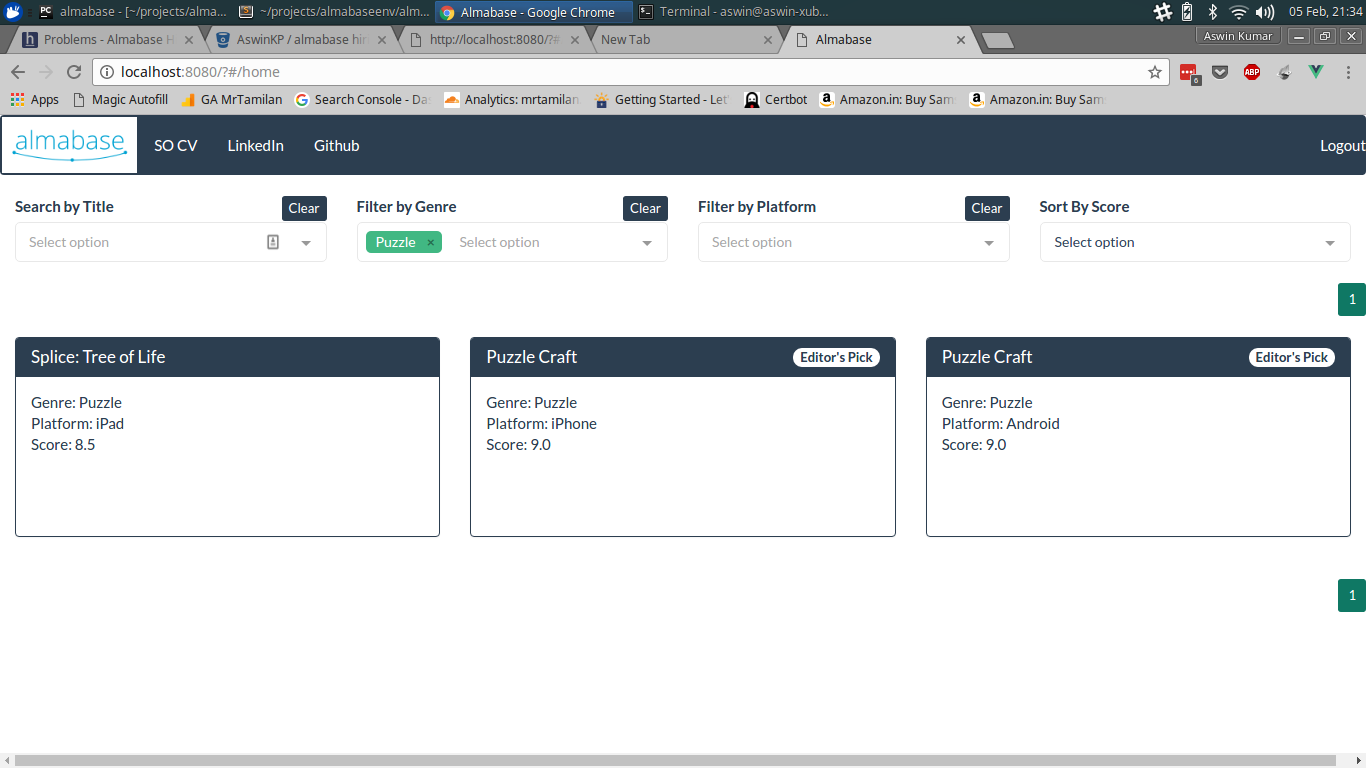 almabase - [~/projects/alma...
~/projects/almabaseenv/alm...
Almabase - Google Chrome
Terminal - aswin@aswin-xub...
05 Feb, 21:34
Problems - Almabase H
AswinKP / almabase hiri
http://localhost:8080/?#
New Tab
Almabase
Aswin Kumar
localhost:8080/?#/home
6
ABP
Apps
Magic Autofill
GA MrTamilan
Search Console - Da
Analytics: mrtamilan.
Getting Started - Let'
Certbot
Amazon.in: Buy Sam
Amazon.in: Buy Sam
almabase
SO CV
LinkedIn
Github
Logout
Search by Title
Clear
Filter by Genre
Clear
Filter by Platform
Clear
Sort By Score
Select option
Puzzle ×
Select option
Select option
Select option
1
Splice: Tree of Life
Puzzle Craft
Editor's Pick
Puzzle Craft
Editor's Pick
Genre: Puzzle
Platform: iPad
Score: 8.5
Genre: Puzzle
Platform: iPhone
Score: 9.0
Genre: Puzzle
Platform: Android
Score: 9.0
1